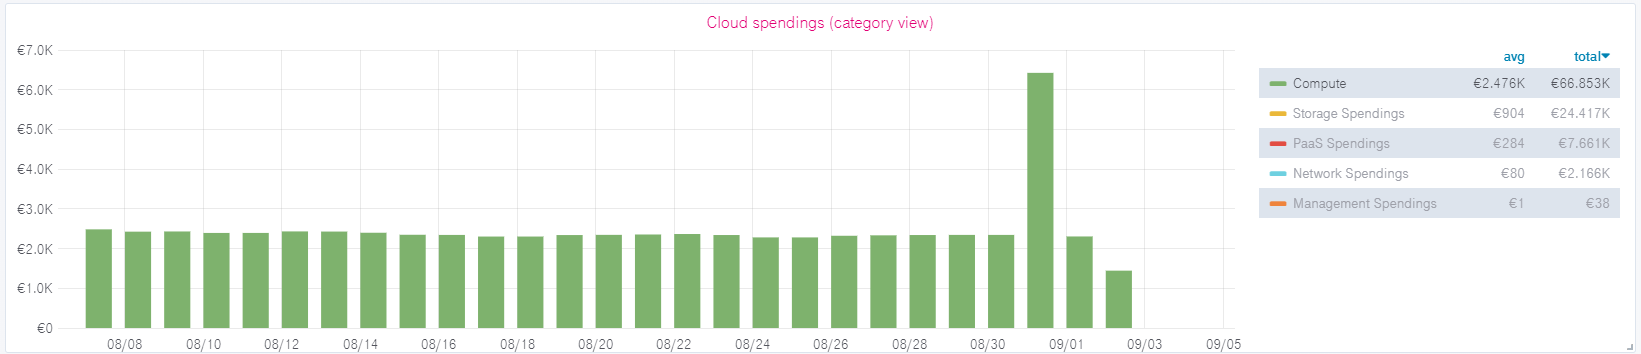 Cloud spendings (category view)
€7.0K
€6.0K
€5.0K
€4.0K
€3.0K
€2.0K
€1.0K
€0
08/08 08/10 08/12 08/14 08/16 08/18 08/20 08/22 08/24 08/26 08/28 08/30 09/01 09/03 09/05
avg total
Compute €2.476K €66.853K
Storage Spendings €904 €24.417K
PaaS Spendings €284 €7.661K
Network Spendings €80 €2.166K
Management Spendings €1 €38